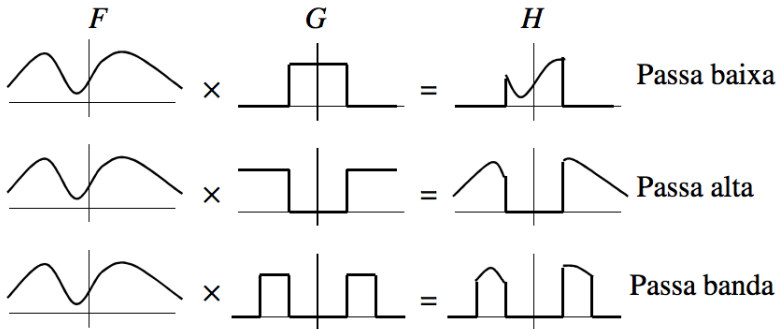 F G H
× = Passa baixa
× = Passa alta
× = Passa banda